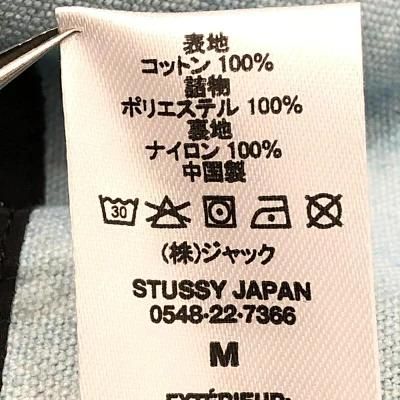 表地
コットン 100%
詰物
ポリエステル 100%
裏地
ナイロン 100%
中国製
30
(株)ジャック
STUSSY JAPAN
0548-22-7366
M
EXTÉRIEUR: